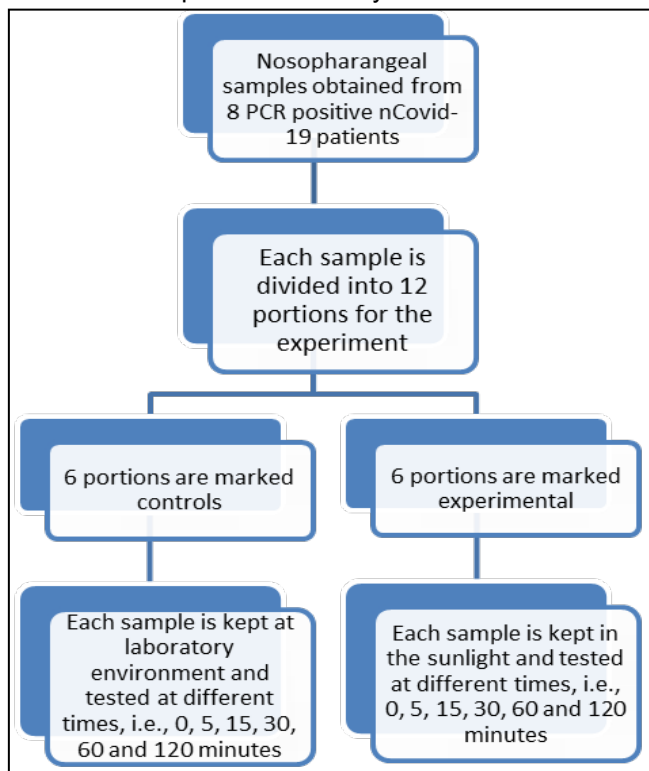 Nosopharangeal
samples obtained from
8 PCR positive nCovid-
19 patients
Each sample is
divided into 12
portions for the
experiment
6 portions are marked
controls
6 portions are marked
experimental
Each sample is kept at
laboratory
environment and
tested at different
times, i.e., 0, 5, 15, 30,
60 and 120 minutes
Each sample is kept in
the sunlight and tested
at different times, i.e.,
0, 5, 15, 30, 60 and 120
minutes